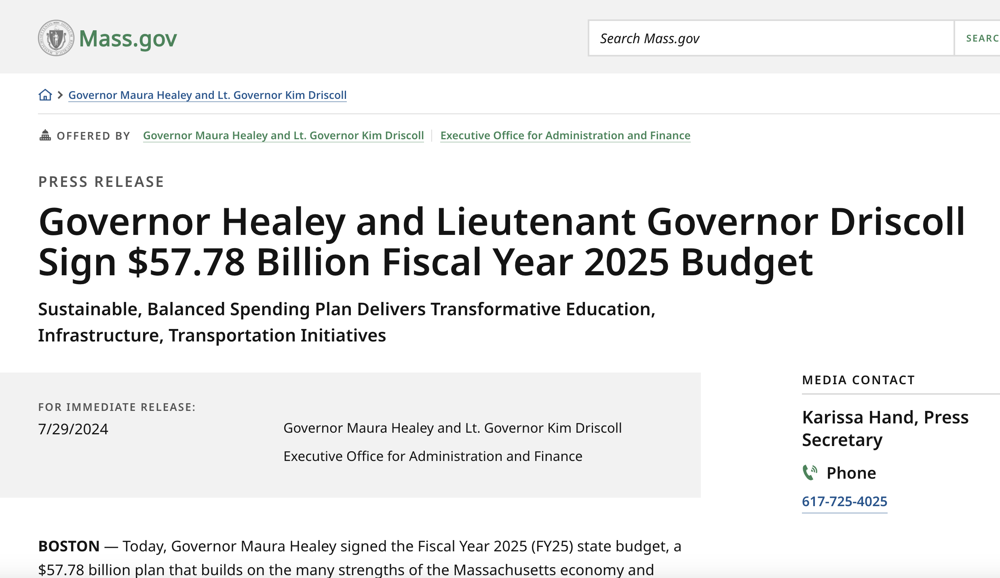 Mass.gov
Search Mass.gov
SEARC
Governor Maura Healey and Lt. Governor Kim Driscoll
OFFERED BY Governor Maura Healey and Lt. Governor Kim Driscoll Executive Office for Administration and Finance
PRESS RELEASE
Governor Healey and Lieutenant Governor Driscoll
Sign $57.78 Billion Fiscal Year 2025 Budget
Sustainable, Balanced Spending Plan Delivers Transformative Education,
Infrastructure, Transportation Initiatives
FOR IMMEDIATE RELEASE:
7/29/2024
Governor Maura Healey and Lt. Governor Kim Driscoll
Executive Office for Administration and Finance
MEDIA CONTACT
Karissa Hand, Press
Secretary
Phone
617-725-4025
BOSTON — Today, Governor Maura Healey signed the Fiscal Year 2025 (FY25) state budget, a
$57.78 billion plan that builds on the many strengths of the Massachusetts economy and